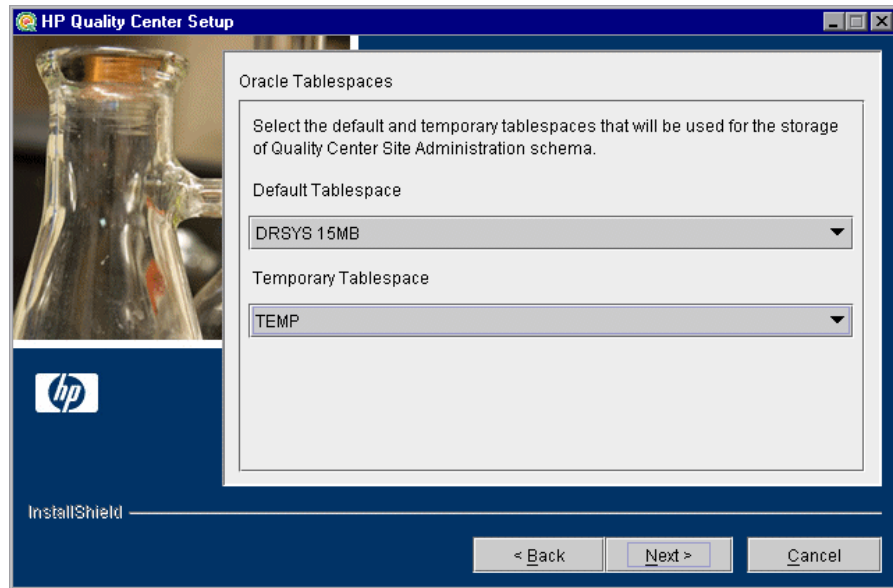 HP Quality Center Setup
Oracle Tablespaces
Select the default and temporary tablespaces that will be used for the storage
of Quality Center Site Administration schema.
Default Tablespace
DRSYS 15MB
Temporary Tablespace
TEMP
hp
InstallShield
< Back
Next >
Cancel